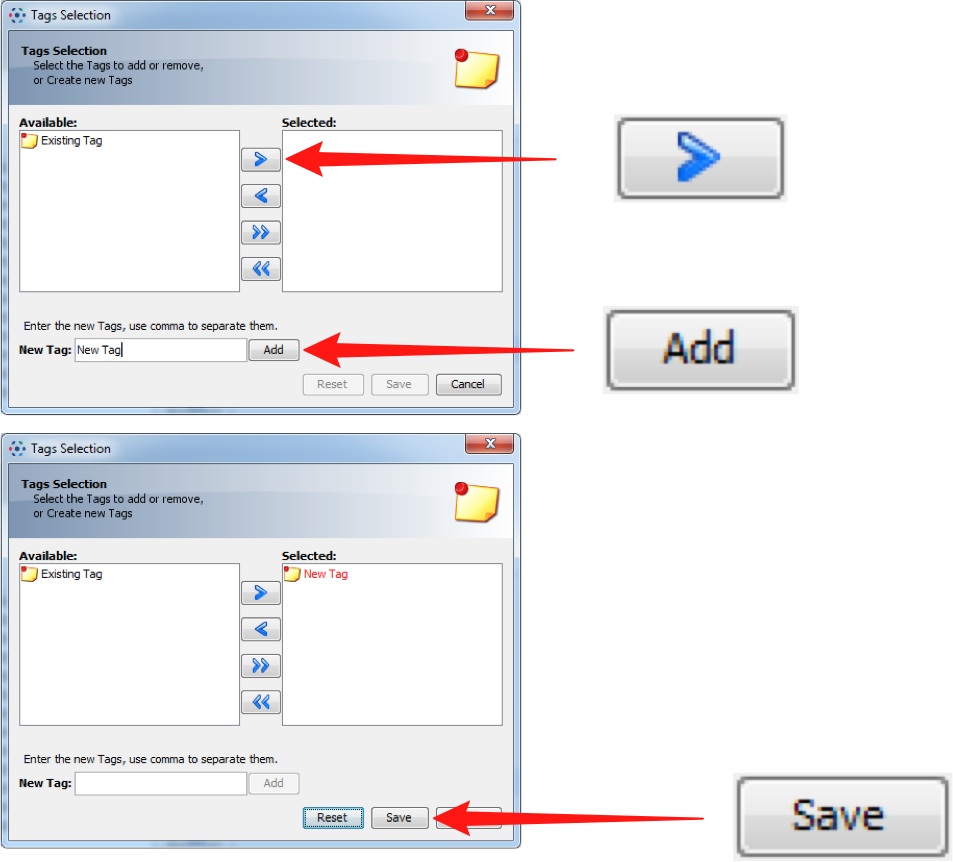 Tags Selection
Tags Selection
Select the Tags to add or remove,
or Create new Tags
Available:
Selected:
Existing Tag
Enter the new Tags, use comma to separate them.
New Tag: New Tag Add
Add
Reset Save Cancel
Tags Selection
Tags Selection
Select the Tags to add or remove,
or Create new Tags
Available:
Selected:
Existing Tag
New Tag
Enter the new Tags, use comma to separate them.
New Tag: Add
Reset Save
Save